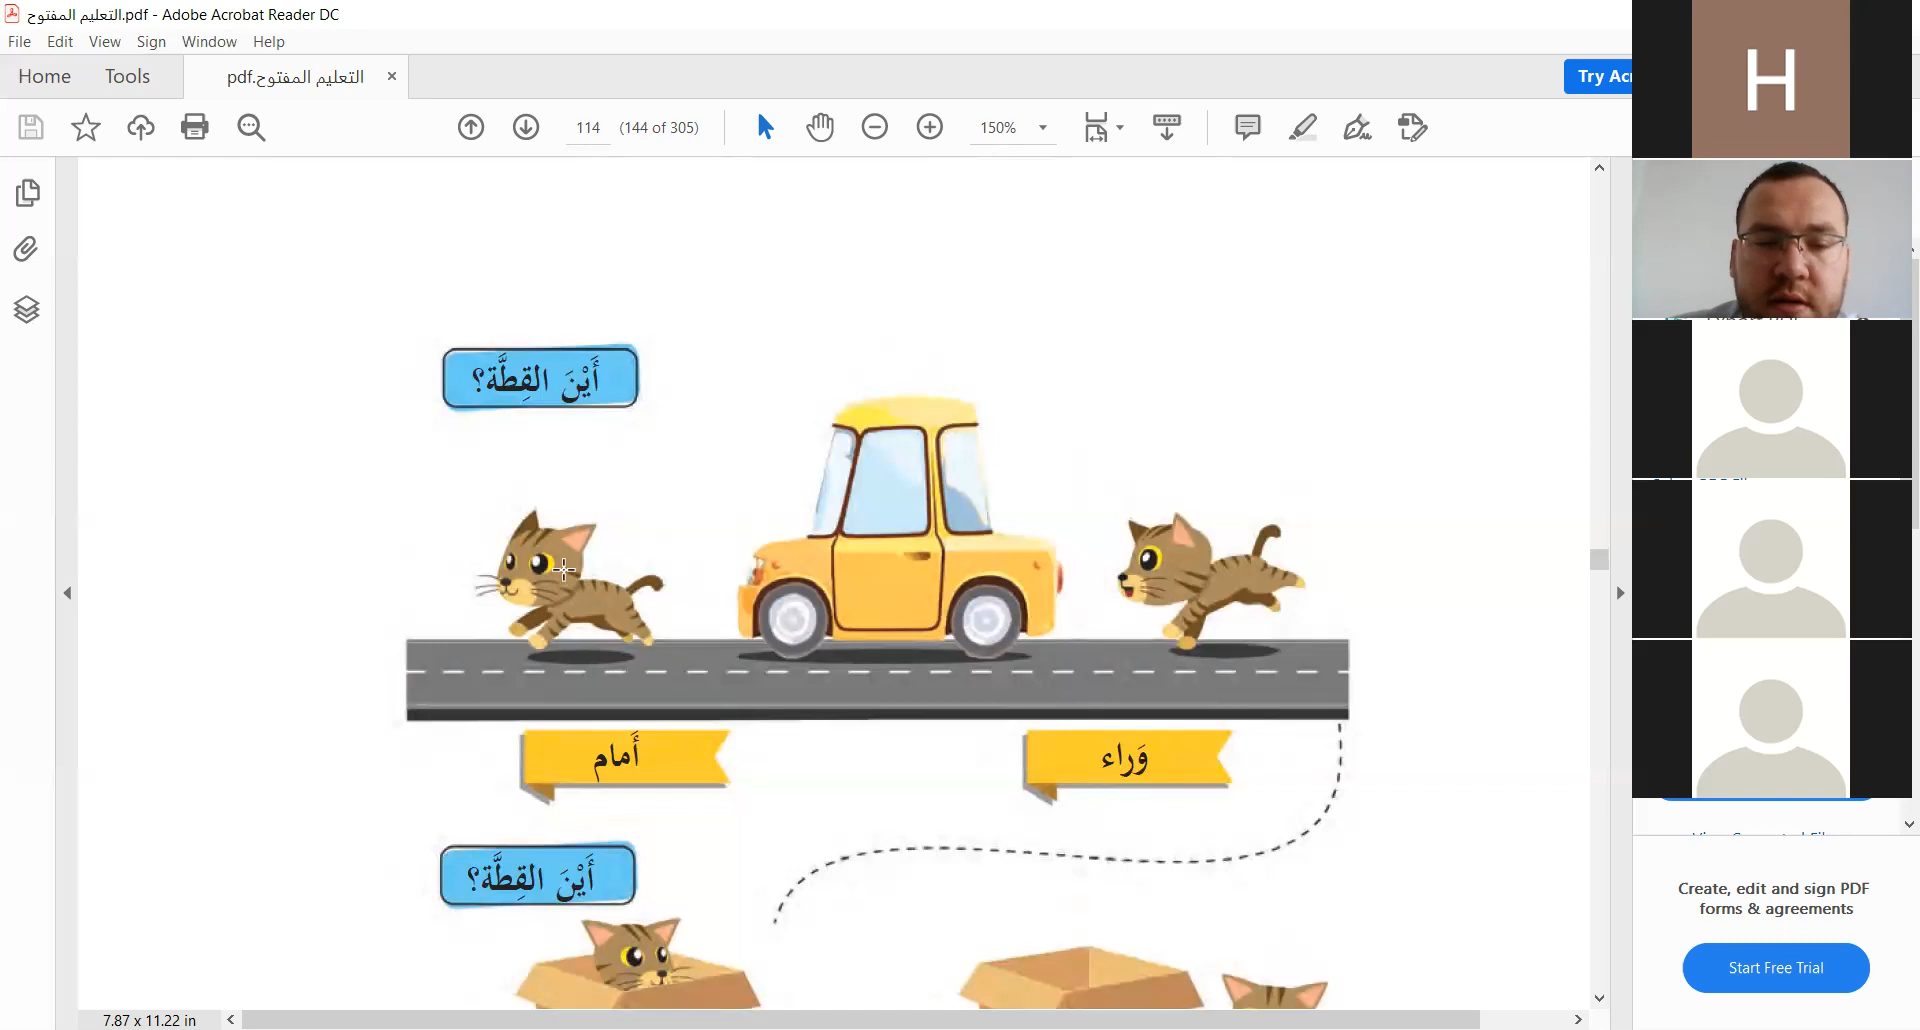 التعليم المفتوح.pdf - Adobe Acrobat Reader DC
File Edit View Sign Window Help
Home Tools التعليم المفتوح.pdf ×
Try
114 (144 of 305) 150%
H
أَيْنَ القِطَّة؟
أَمام
وَراء
أَيْنَ القِطَّة؟
Create, edit and sign PDF
forms & agreements
Start Free Trial
7.87 x 11.22 in